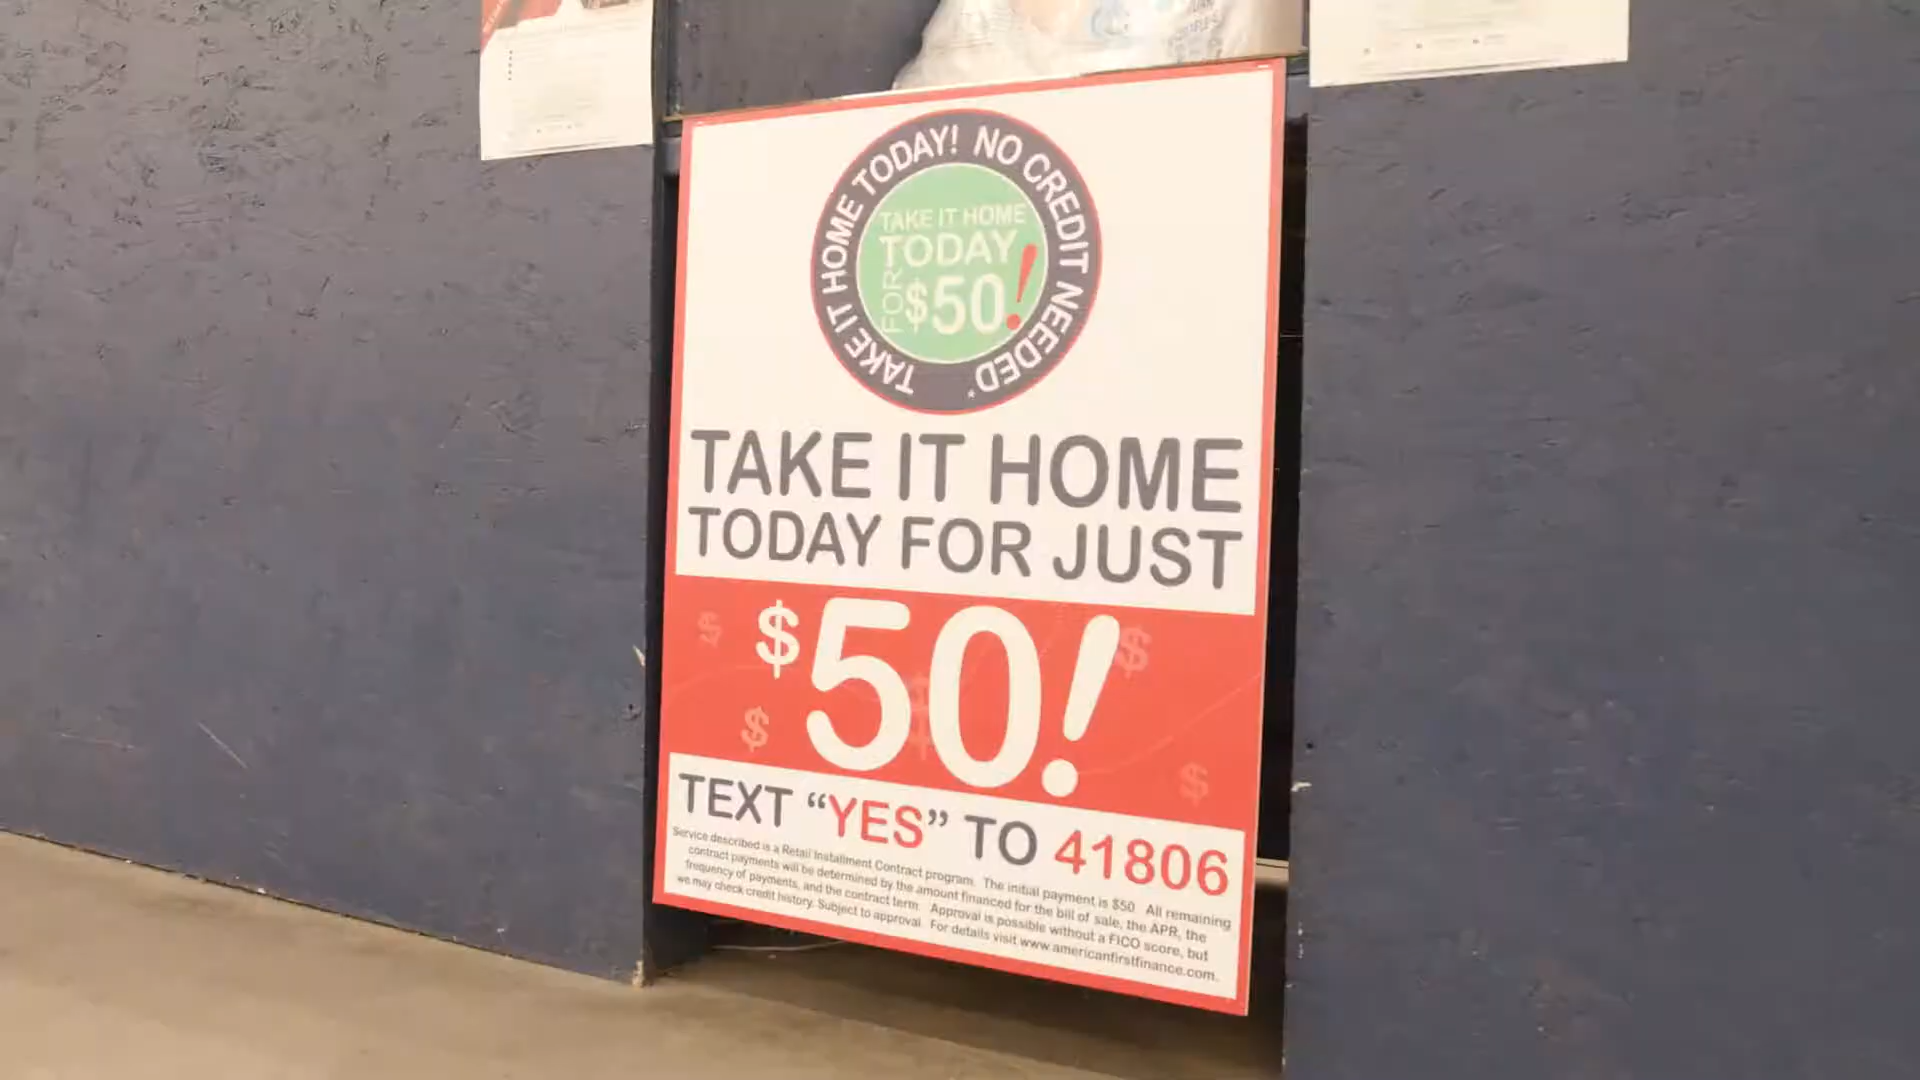 TAKE IT HOME TODAY! NO CREDIT NEEDED*
TAKE IT HOME
TODAY
FOR
$50!
TAKE IT HOME
TODAY FOR JUST
$50!
TEXT “YES” TO 41806
Service described is a Retail Installment Contract program. The initial payment is $50. All remaining
contract payments will be determined by the amount financed for the bill of sale, the APR, the
frequency of payments, and the contract term. Approval is possible without a FICO score, but
we may check credit history. Subject to approval. For details visit www.americanfirstfinance.com.